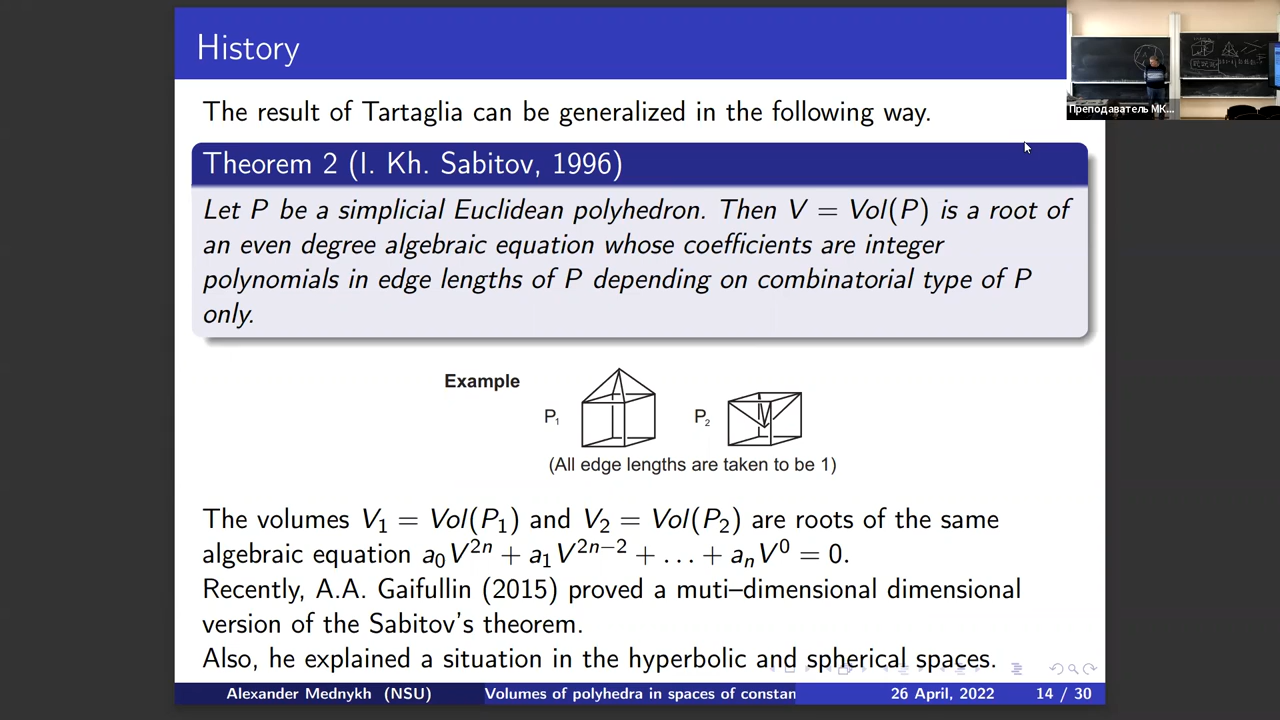 History
Преподаватель МК...
The result of Tartaglia can be generalized in the following way.
Theorem 2 (I. Kh. Sabitov, 1996)
Let P be a simplicial Euclidean polyhedron. Then V = Vol(P) is a root of
an even degree algebraic equation whose coefficients are integer
polynomials in edge lengths of P depending on combinatorial type of P
only.
Example
P₁
P₂
(All edge lengths are taken to be 1)
The volumes V₁ = Vol(P₁) and V₂ = Vol(P₂) are roots of the same
algebraic equation a₀V²ⁿ + a₁V²ⁿ⁻² + … + aₙV⁰ = 0.
Recently, A.A. Gaifullin (2015) proved a muti–dimensional dimensional
version of the Sabitov's theorem.
Also, he explained a situation in the hyperbolic and spherical spaces.
Alexander Mednykh (NSU) Volumes of polyhedra in spaces of constan 26 April, 2022 14 / 30